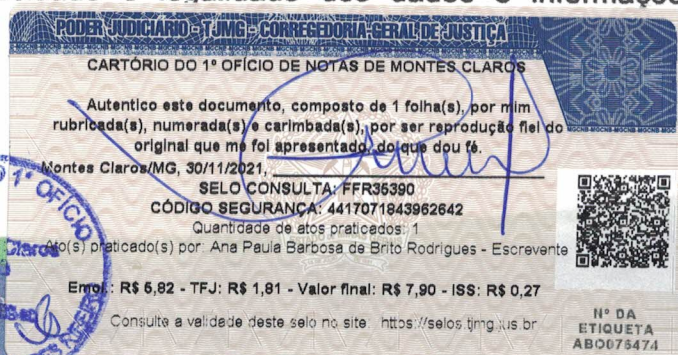 PODER JUDICIÁRIO - TJMG - CORREGEDORIA-GERAL DE JUSTIÇA
CARTÓRIO DO 1º OFÍCIO DE NOTAS DE MONTES CLAROS
Autentico este documento, composto de 1 folha(s), por mim
rubricada(s), numerada(s) e carimbada(s), por ser reprodução fiel do
original que me foi apresentado, do que dou fé.
Montes Claros/MG, 30/11/2021,
SELO CONSULTA: FFR35390
CÓDIGO SEGURANÇA: 4417071843962642
Quantidade de atos praticados: 1
Ato(s) praticado(s) por: Ana Paula Barbosa de Brito Rodrigues - Escrevente
Emol.: R$ 5,82 - TFJ: R$ 1,81 - Valor final: R$ 7,90 - ISS: R$ 0,27
Consulte a validade deste selo no site: https://selos.tjmg.jus.br
Nº DA
ETIQUETA
ABO076474
1º OFÍCIO
Claros